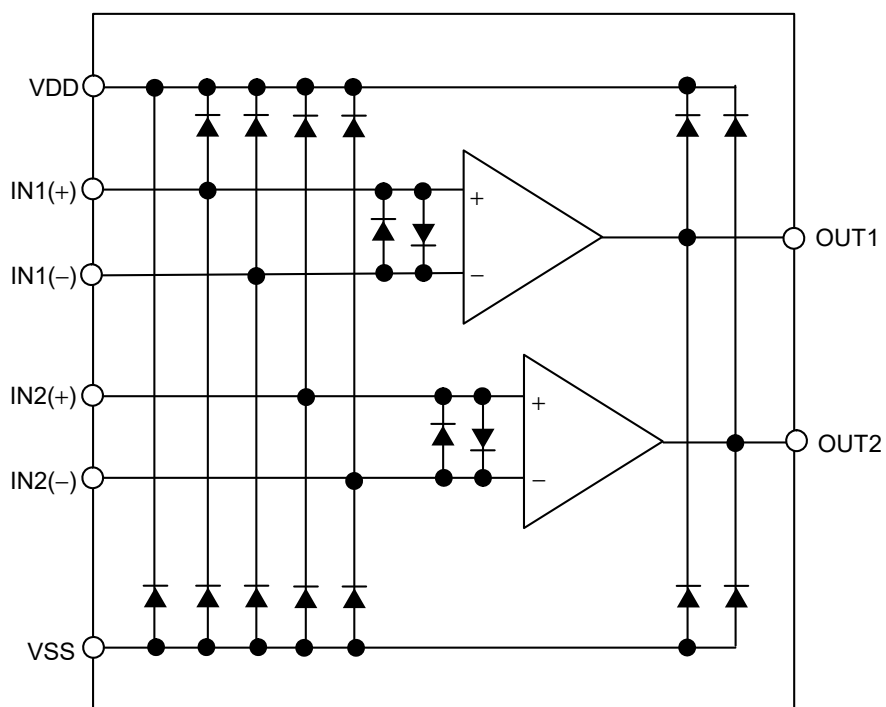 VDD
IN1(+)
+
OUT1
IN1(−)
−
IN2(+)
+
OUT2
IN2(−)
−
VSS